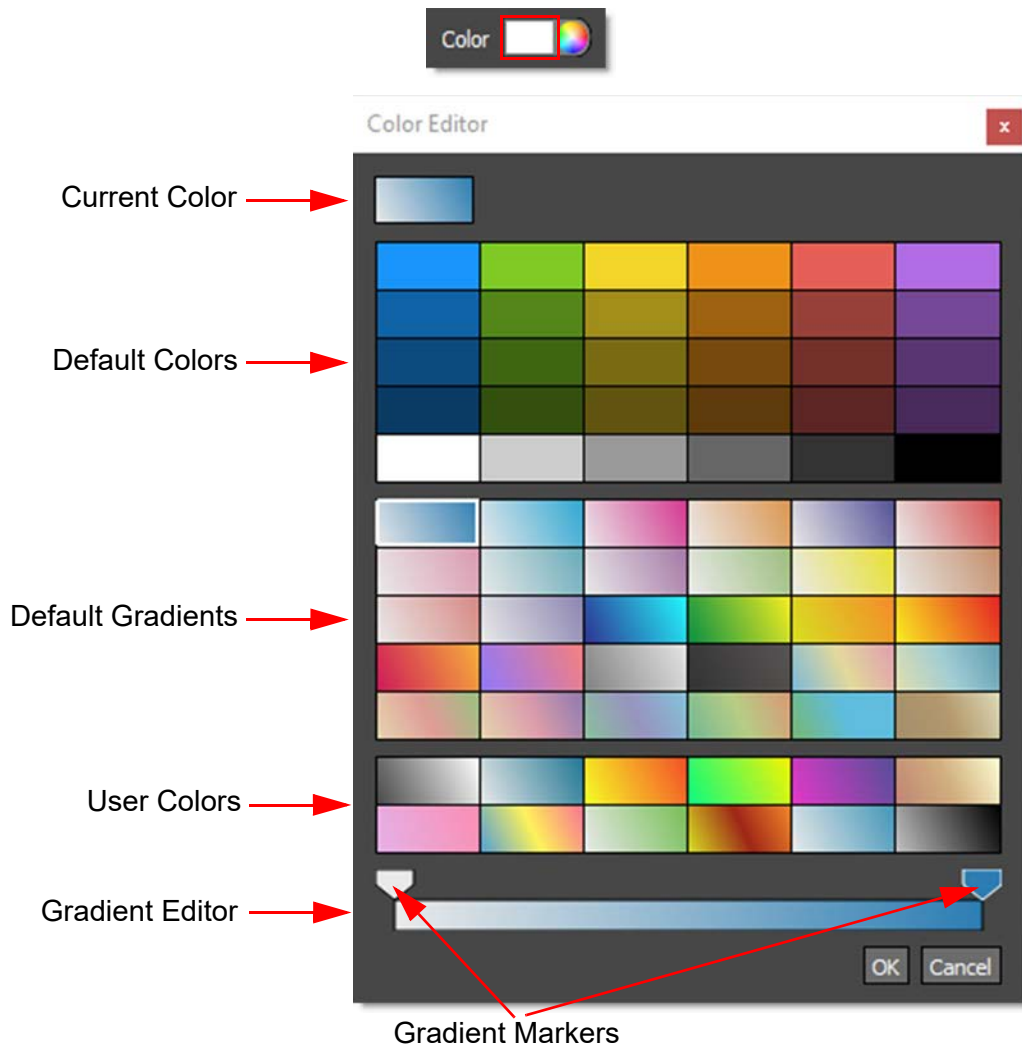 Color
Color Editor
x
Current Color
Default Colors
Default Gradients
User Colors
Gradient Editor
OK Cancel
Gradient Markers